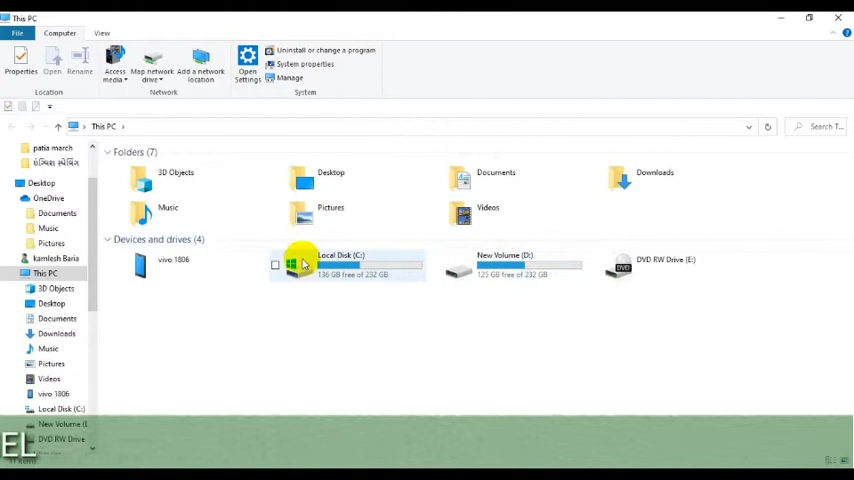 This PC
File
Computer
View
Properties
Open
Rename
Access media
Map network drive
Add a network location
Open Settings
Uninstall or change a program
System properties
Manage
Location
Network
System
This PC
Search T...
patia march
ઇંગ્લિશ સ્પેલિંગ
Desktop
OneDrive
Documents
Music
Pictures
kamlesh Baria
This PC
3D Objects
Desktop
Documents
Downloads
Music
Pictures
Videos
vivo 1806
Local Disk (C:)
New Volume (I
DVD RW Drive
Folders (7)
3D Objects
Desktop
Documents
Downloads
Music
Pictures
Videos
Devices and drives (4)
vivo 1806
Local Disk (C:)
136 GB free of 232 GB
New Volume (D:)
125 GB free of 232 GB
DVD RW Drive (E:)
DVD
EL